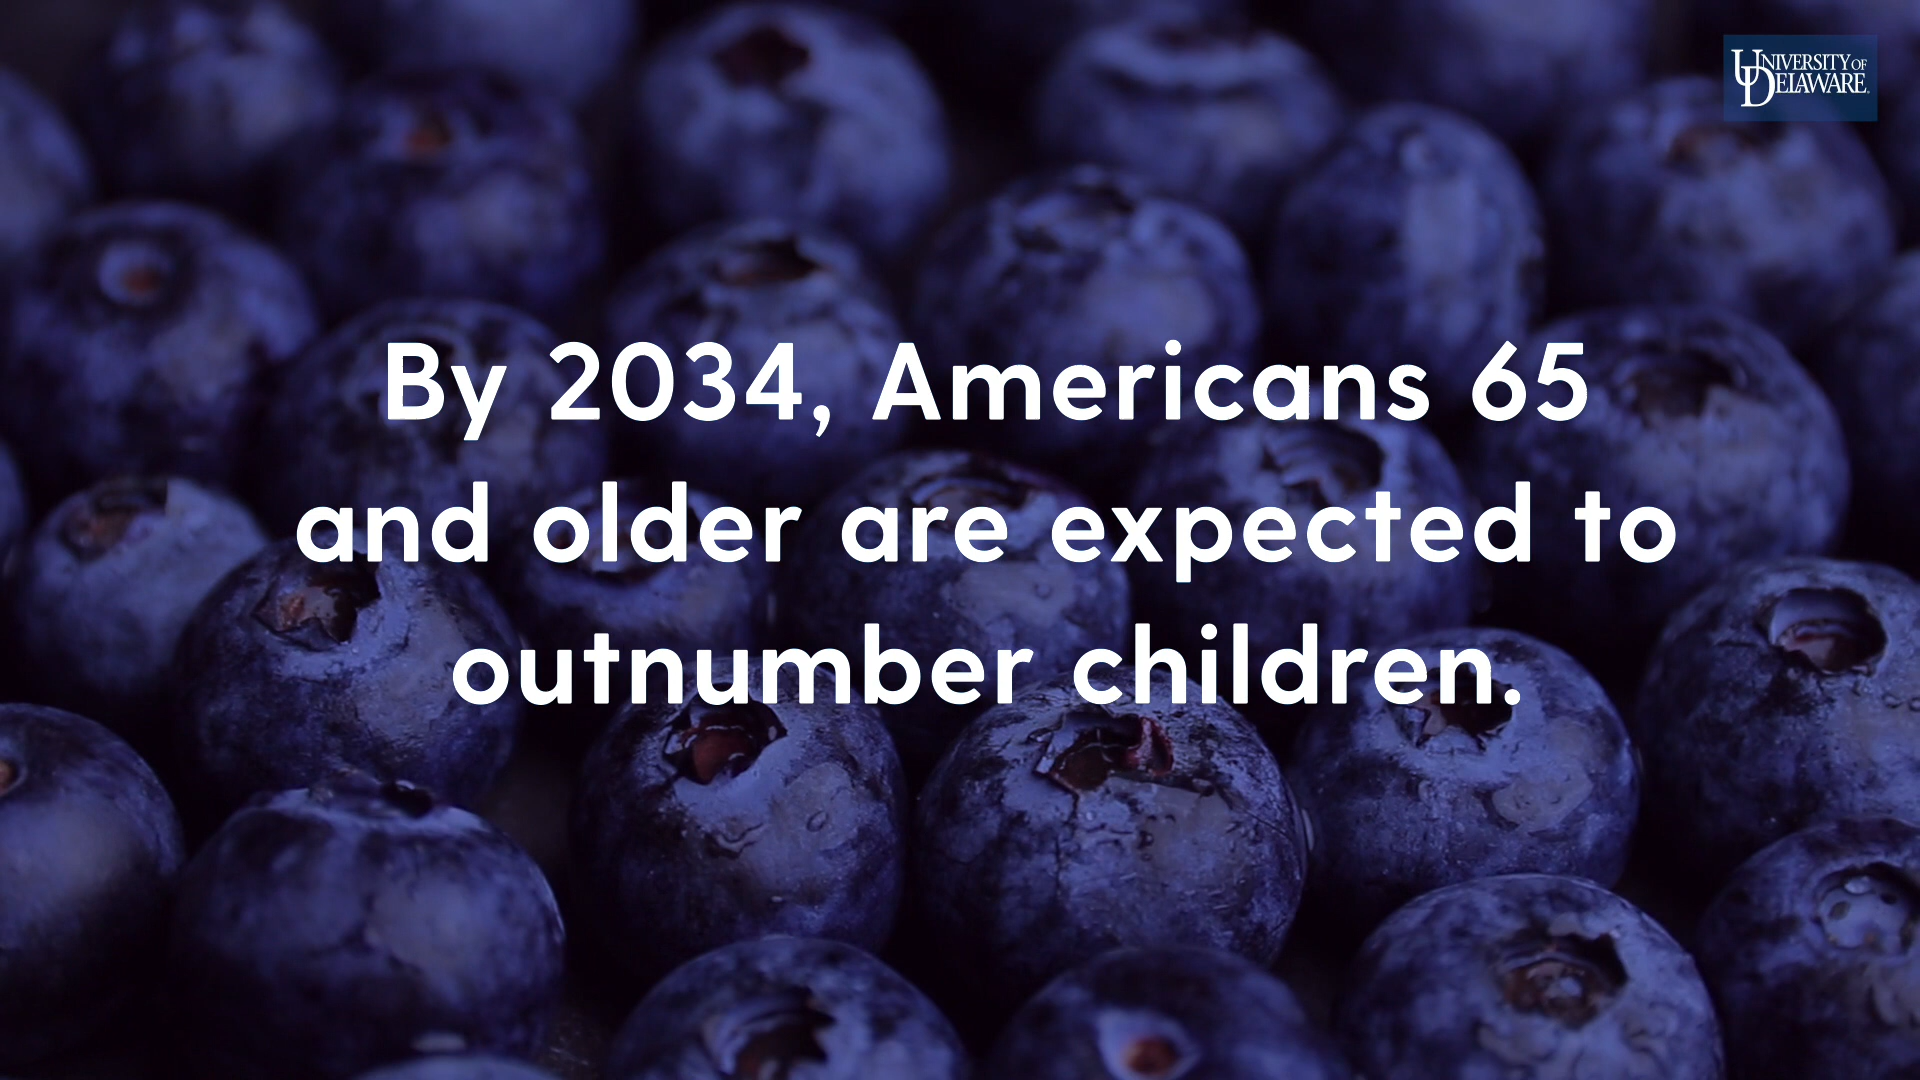 UNIVERSITY OF
DELAWARE
By 2034, Americans 65
and older are expected to
outnumber children.